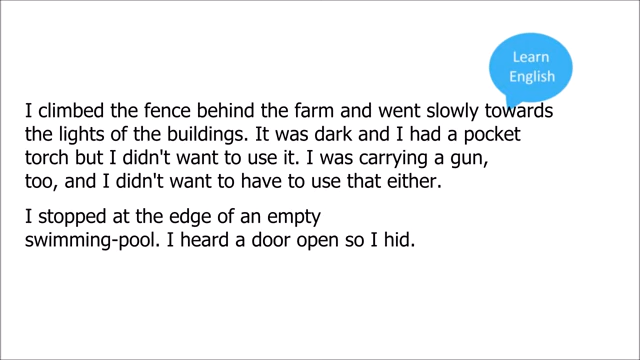 Learn
English
I climbed the fence behind the farm and went slowly towards
the lights of the buildings. It was dark and I had a pocket
torch but I didn't want to use it. I was carrying a gun,
too, and I didn't want to have to use that either.
I stopped at the edge of an empty
swimming-pool. I heard a door open so I hid.